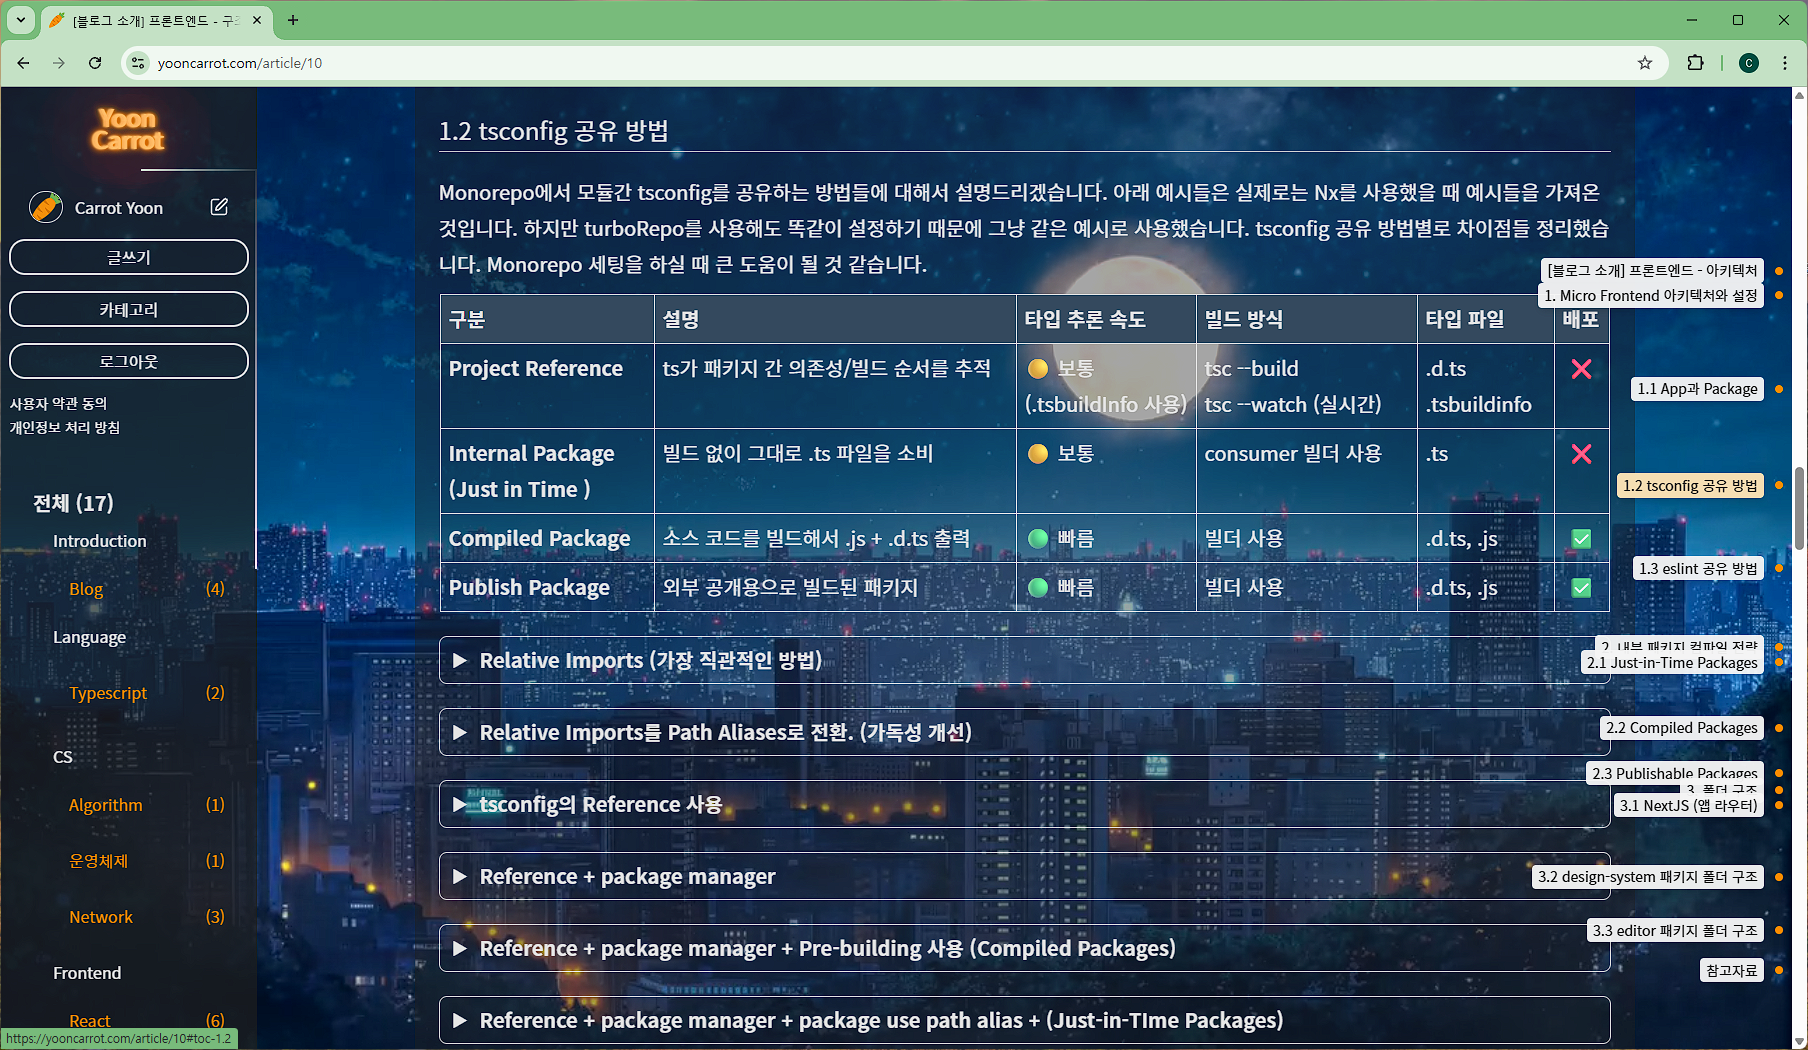 [블로그 소개] 프론트엔드 - 구조
yooncarrot.com/article/10
C
Yoon
Carrot
Carrot Yoon
글쓰기
카테고리
로그아웃
사용자 약관 동의
개인정보 처리 방침
전체 (17)
Introduction
Blog (4)
Language
Typescript (2)
CS
Algorithm (1)
운영체제 (1)
Network (3)
Frontend
React (6)
https://yooncarrot.com/article/10#toc-1.2
1.2 tsconfig 공유 방법
Monorepo에서 모듈간 tsconfig를 공유하는 방법들에 대해서 설명드리겠습니다. 아래 예시들은 실제로는 Nx를 사용했을 때 예시들을 가져온
것입니다. 하지만 turboRepo를 사용해도 똑같이 설정하기 때문에 그냥 같은 예시로 사용했습니다. tsconfig 공유 방법별로 차이점들 정리했습
니다. Monorepo 세팅을 하실 때 큰 도움이 될 것 같습니다.
구분 설명 타입 추론 속도 빌드 방식 타입 파일 배포
Project Reference ts가 패키지 간 의존성/빌드 순서를 추적 🟡 보통 tsc --build .d.ts ❌
(.tsbuildInfo 사용) tsc --watch (실시간) .tsbuildinfo
Internal Package 빌드 없이 그대로 .ts 파일을 소비 🟡 보통 consumer 빌더 사용 .ts ❌
(Just in Time )
Compiled Package 소스 코드를 빌드해서 .js + .d.ts 출력 🟢 빠름 빌더 사용 .d.ts, .js ✅
Publish Package 외부 공개용으로 빌드된 패키지 🟢 빠름 빌더 사용 .d.ts, .js ✅
▶ Relative Imports (가장 직관적인 방법)
▶ Relative Imports를 Path Aliases로 전환. (가독성 개선)
▶ tsconfig의 Reference 사용
▶ Reference + package manager
▶ Reference + package manager + Pre-building 사용 (Compiled Packages)
▶ Reference + package manager + package use path alias + (Just-in-TIme Packages)
[블로그 소개] 프론트엔드 - 아키텍처
1. Micro Frontend 아키텍처와 설정
1.1 App과 Package
1.2 tsconfig 공유 방법
1.3 eslint 공유 방법
2. 내부 패키지 컴파일 전략
2.1 Just-in-Time Packages
2.2 Compiled Packages
2.3 Publishable Packages
3. 폴더 구조
3.1 NextJS (앱 라우터)
3.2 design-system 패키지 폴더 구조
3.3 editor 패키지 폴더 구조
참고자료